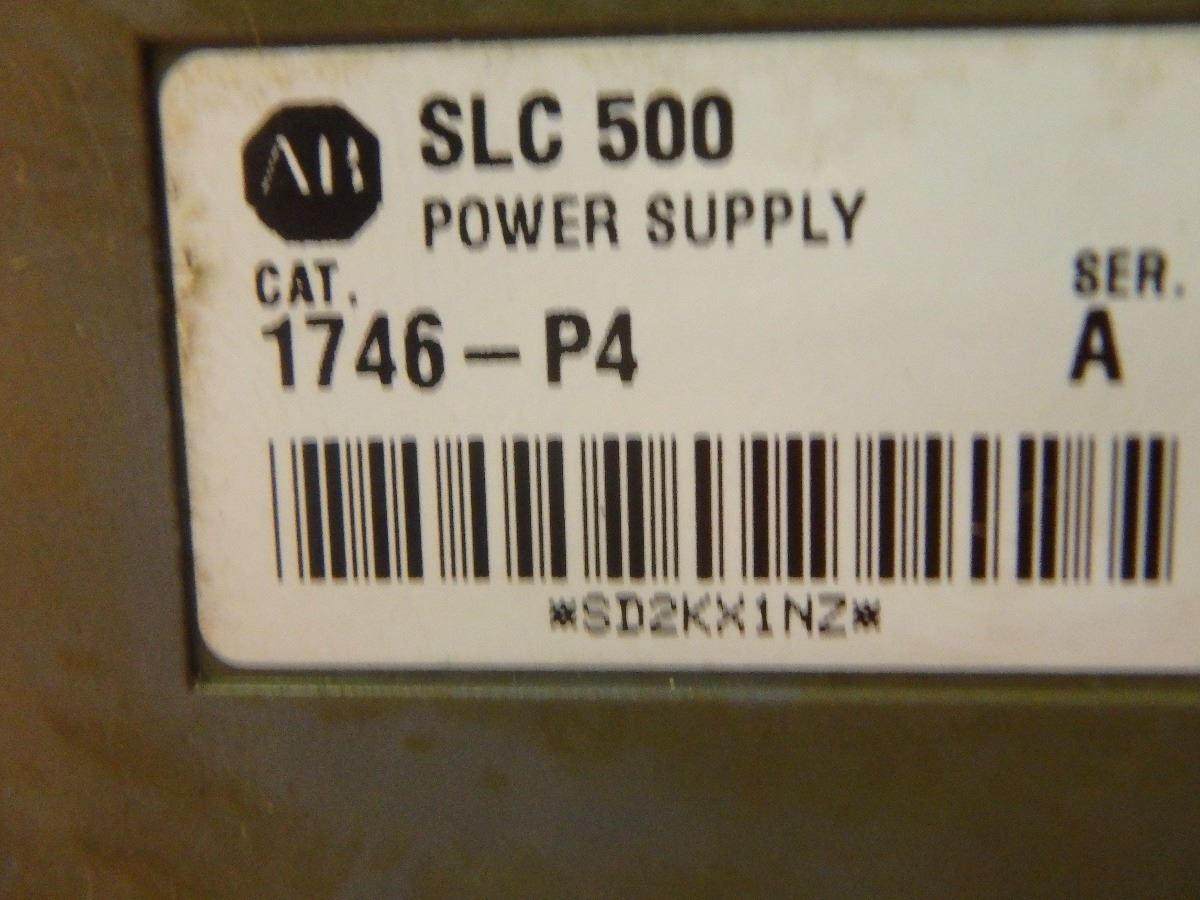 AB
SLC 500
POWER SUPPLY
CAT.
SER.
1746-P4
A
*SD2KX1NZ*